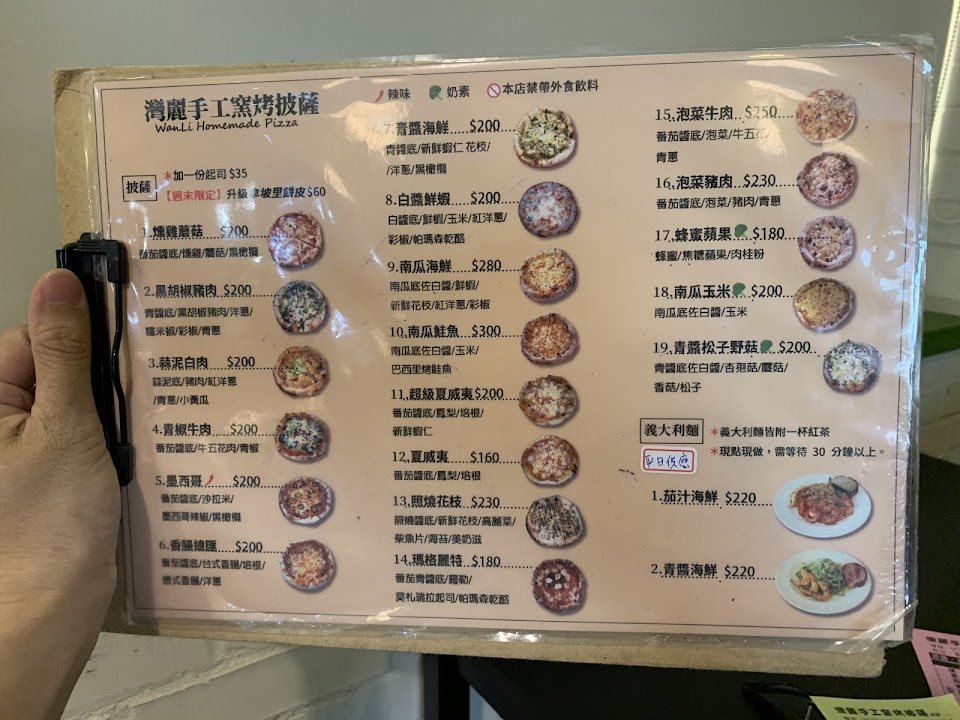 灣麗手工窯烤披薩
WanLi Homemade Pizza
辣味 奶素 本店禁帶外食飲料
披薩
*加一份起司 $35
【週末限定】升級拿坡里餅皮$60
1.燻雞蘑菇 $200
番茄醬底/燻雞/蘑菇/黑橄欖
2.黑胡椒豬肉 $200
青醬底/黑胡椒豬肉/洋蔥/
糯米椒/彩椒/青蔥
3.蒜泥白肉 $200
蒜泥底/豬肉/紅洋蔥
/青蔥/小黃瓜
4.青椒牛肉 $200
番茄醬底/牛五花肉/青椒
5.墨西哥 $200
番茄醬底/沙拉米/
墨西哥辣椒/黑橄欖
6.香腸總匯 $200
番茄醬底/台式香腸/培根/
德式香腸/洋蔥
7.青醬海鮮 $200
青醬底/新鮮蝦仁 花枝/
/洋蔥/黑橄欖
8.白醬鮮蝦 $200
白醬底/鮮蝦/玉米/紅洋蔥/
彩椒/帕瑪森乾酪
9.南瓜海鮮 $280
南瓜底佐白醬/鮮蝦/
新鮮花枝/紅洋蔥/彩椒
10.南瓜鮭魚 $300
南瓜底佐白醬/玉米/
巴西里烤鮭魚
11.超級夏威夷$200
番茄醬底/鳳梨/培根/
新鮮蝦仁
12.夏威夷 $160
番茄醬底/鳳梨/培根
13.照燒花枝 $230
照燒醬底/新鮮花枝/高麗菜/
柴魚片/海苔/美奶滋
14.瑪格麗特 $180
番茄青醬底/羅勒/
莫札瑞拉起司/帕瑪森乾酪
15.泡菜牛肉 $250
番茄醬底/泡菜/牛五花/
青蔥
16.泡菜豬肉 $230
番茄醬底/泡菜/豬肉/青蔥
17.蜂蜜蘋果 $180
蜂蜜/焦糖蘋果/肉桂粉
18.南瓜玉米 $200
南瓜底佐白醬/玉米
19.青醬松子野菇 $200
青醬底佐白醬/杏孢菇/蘑菇/
香菇/松子
義大利麵 *義大利麵皆附一杯紅茶
平日供應 *現點現做，需等待 30 分鐘以上。
1.茄汁海鮮 $220
2.青醬海鮮 $220